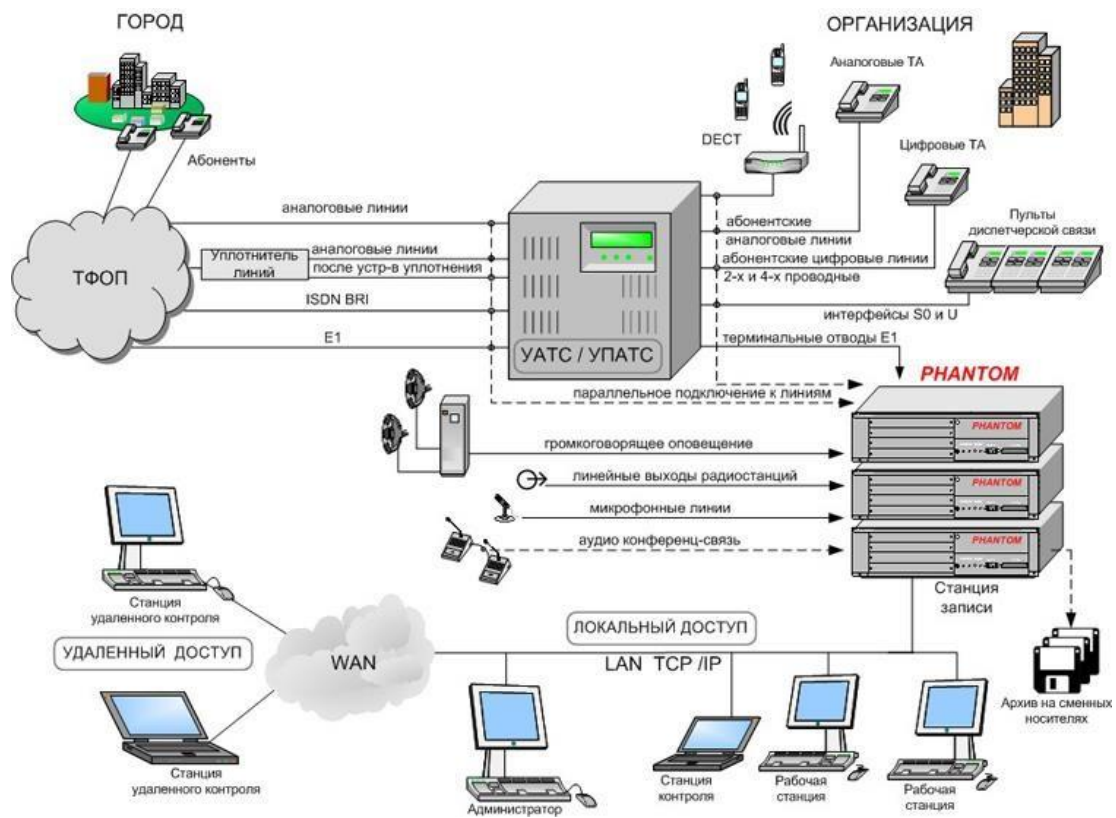 ГОРОД
ОРГАНИЗАЦИЯ
Аналоговые ТА
DECT
Цифровые ТА
Абоненты
Пульты
диспетчерской связи
аналоговые линии
абонентские
аналоговые линии
Уплотнитель
линий
аналоговые линии
после устр-в уплотнения
абонентские цифровые линии
2-х и 4-х проводные
ТФОП
ISDN BRI
интерфейсы S0 и U
E1
УАТС / УПАТС
терминальные отводы E1
PHANTOM
параллельное подключение к линиям
PHANTOM
громкоговорящее оповещение
линейные выходы радиостанций
PHANTOM
микрофонные линии
аудио конференц-связь
PHANTOM
Станция
записи
Станция
удаленного контроля
ЛОКАЛЬНЫЙ ДОСТУП
УДАЛЕННЫЙ ДОСТУП
WAN
LAN TCP /IP
Архив на сменных
носителях
Станция
удаленного контроля
Администратор
Станция
контроля
Рабочая
станция
Рабочая
станция